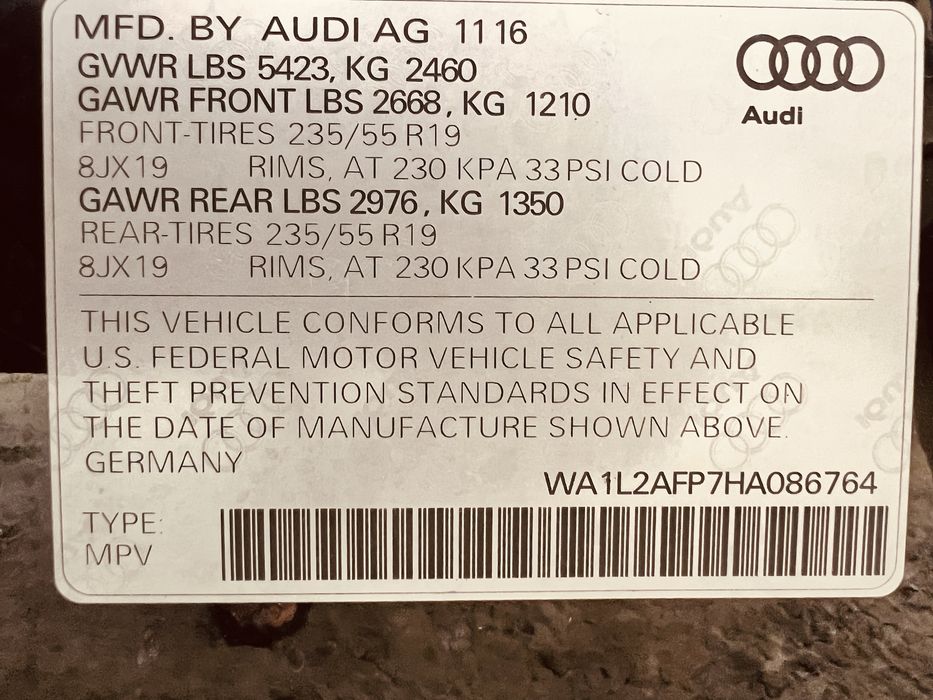 MFD. BY AUDI AG 11 16
GVWR LBS 5423, KG 2460
GAWR FRONT LBS 2668, KG 1210
FRONT-TIRES 235/55 R19
8JX19 RIMS, AT 230 KPA 33 PSI COLD
GAWR REAR LBS 2976, KG 1350
REAR-TIRES 235/55 R19
8JX19 RIMS, AT 230 KPA 33 PSI COLD
Audi
Audi
THIS VEHICLE CONFORMS TO ALL APPLICABLE
U.S. FEDERAL MOTOR VEHICLE SAFETY AND
THEFT PREVENTION STANDARDS IN EFFECT ON
THE DATE OF MANUFACTURE SHOWN ABOVE.
GERMANY
Audi
Audi
WA1L2AFP7HA086764
TYPE:
MPV